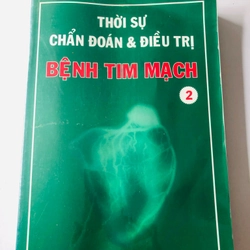 THỜI SỰ
CHẨN ĐOÁN & ĐIỀU TRỊ
BỆNH TIM MẠCH
2